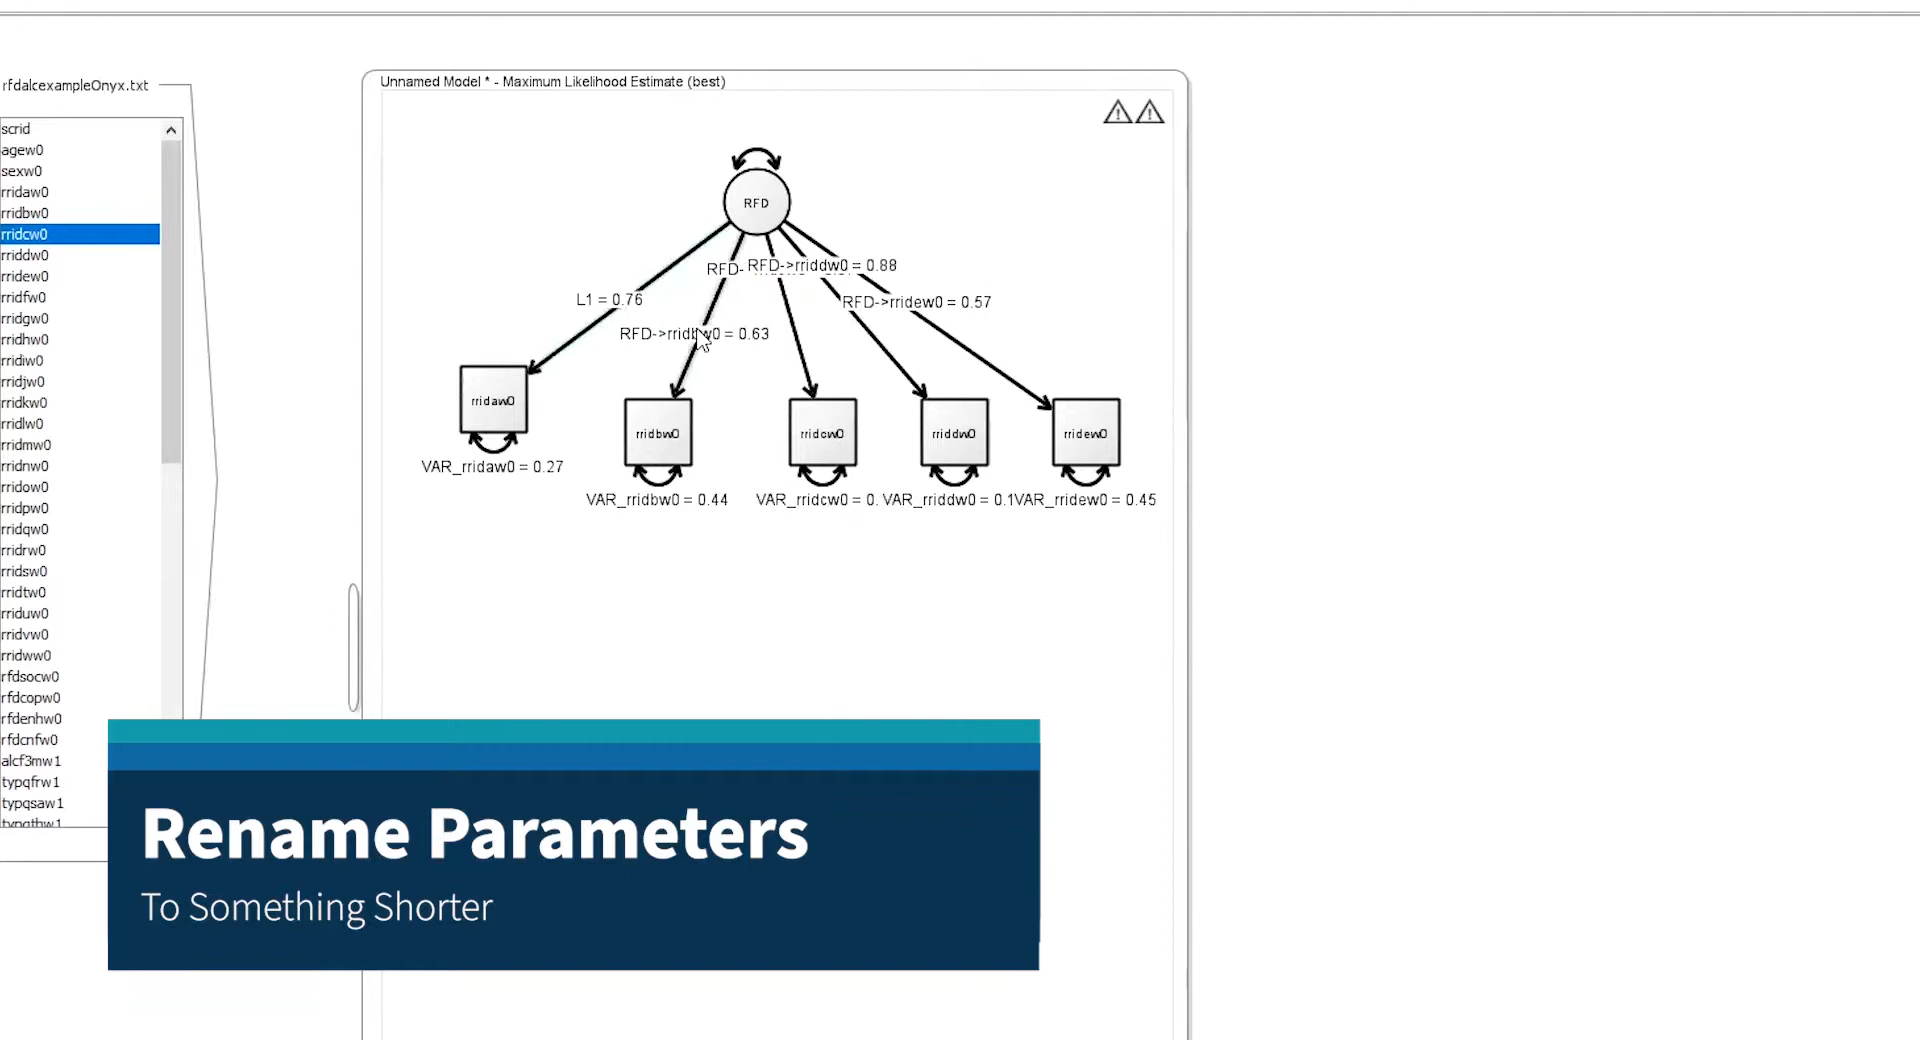 rfdalcexampleOnyx.txt
scrid
agew0
sexw0
rridaw0
rridbw0
rridcw0
rriddw0
rridew0
rridfw0
rridgw0
rridhw0
rridiw0
rridjw0
rridkw0
rridlw0
rridmw0
rridnw0
rridow0
rridpw0
rridqw0
rridrw0
rridsw0
rridtw0
rriduw0
rridvw0
rridww0
rfdsocw0
rfdcopw0
rfdenhw0
rfdcnfw0
alcf3mw1
typqfrw1
typqsaw1
Unnamed Model * - Maximum Likelihood Estimate (best)
RFD
RFD- RFD->rriddw0 = 0.88
L1 = 0.76
RFD->rridew0 = 0.57
RFD->rridbw0 = 0.63
rridaw0
rridbw0
rridcw0
rriddw0
rridew0
VAR_rridaw0 = 0.27
VAR_rridbw0 = 0.44
VAR_rridcw0 = 0.
VAR_rriddw0 = 0.1
VAR_rridew0 = 0.45
Rename Parameters
To Something Shorter